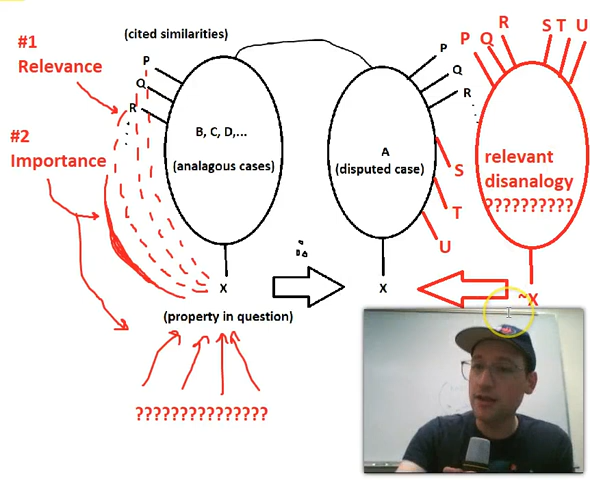 (cited similarities)
#1
Relevance
P
Q
R
#2
Importance
B, C, D,...
(analagous cases)
X
(property in question)
???????????????
P
Q
R
A
(disputed case)
S
T
U
X
P Q R S T U
relevant
disanalogy
??????????
~X